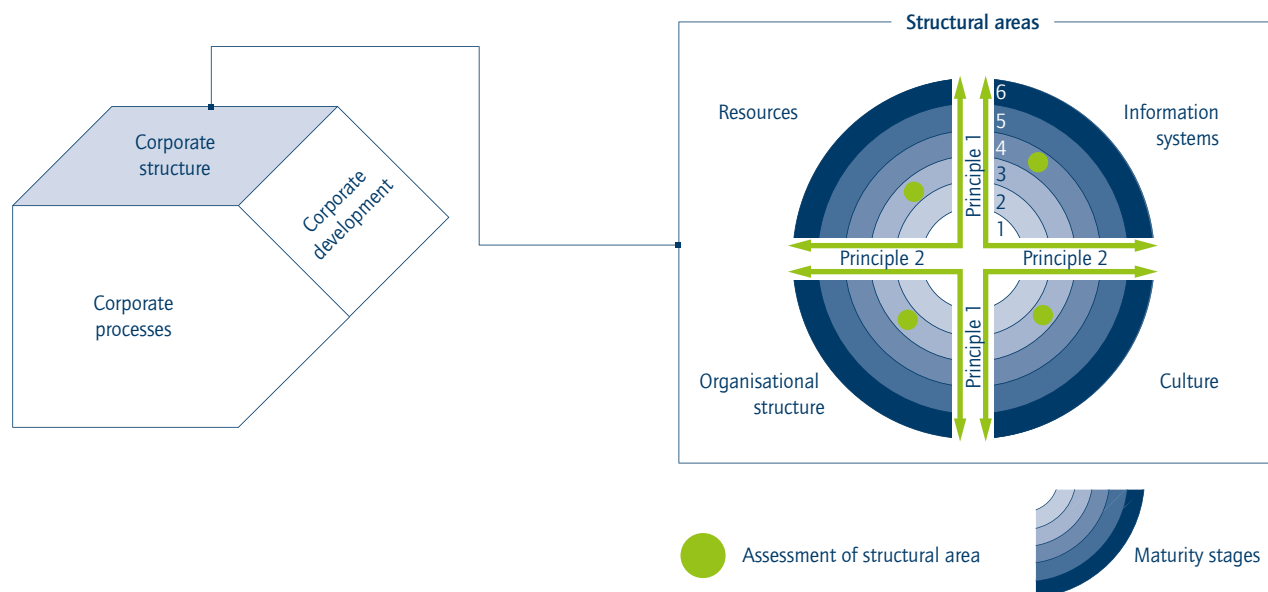 Structural areas
Corporate
structure
Corporate
development
Corporate
processes
Resources
Information
systems
6
5
4
3
2
1
Principle 1
Principle 2
Principle 2
Principle 1
Organisational
structure
Culture
Assessment of structural area
Maturity stages